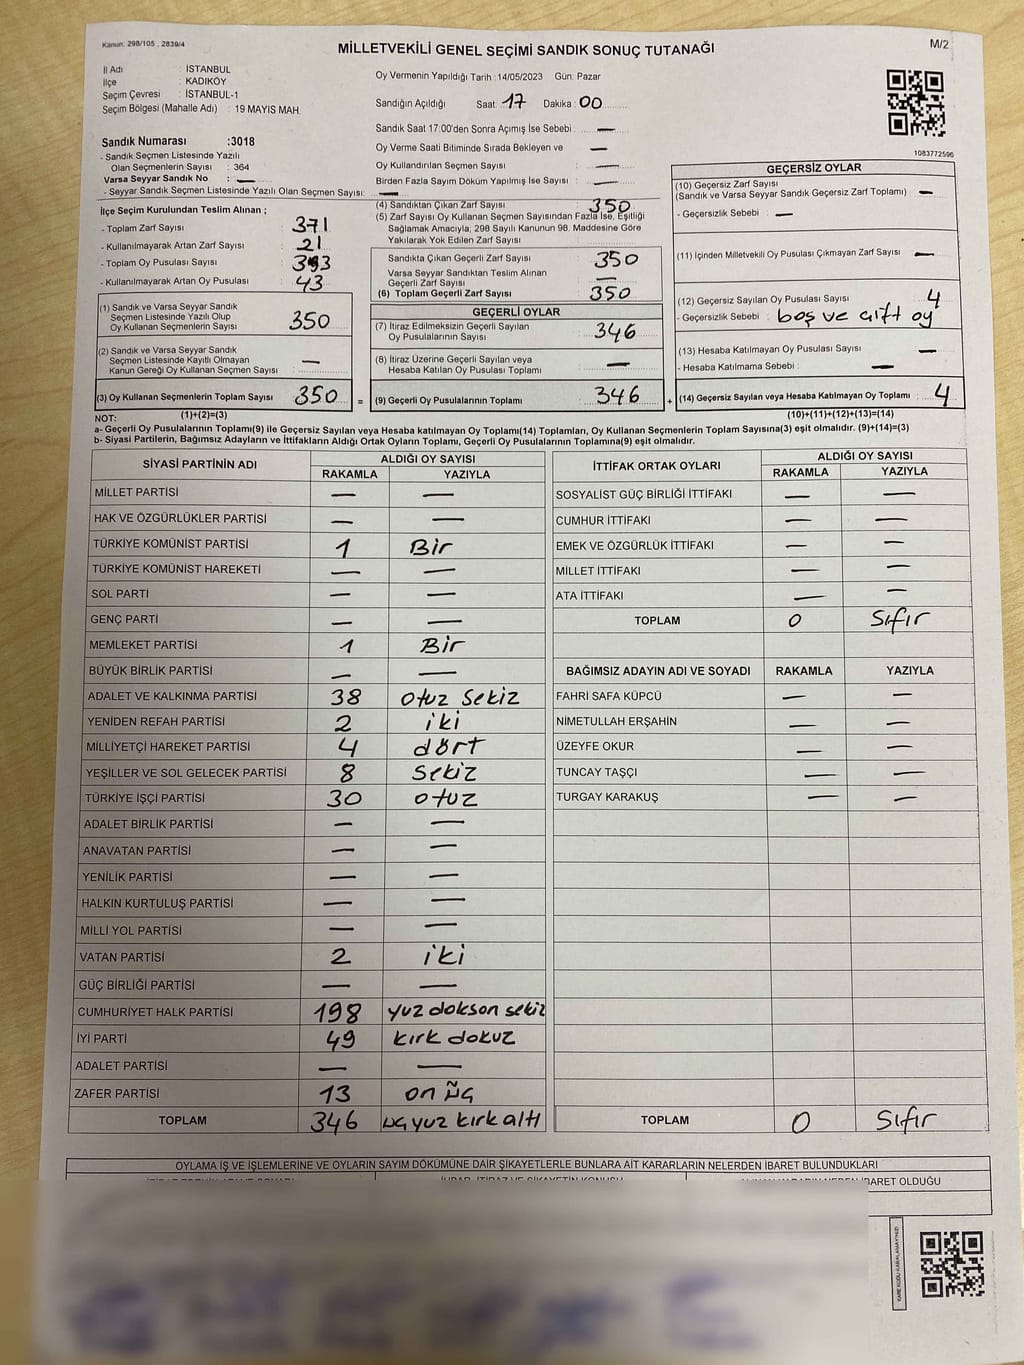 Kanun: 298/105 , 2839/4
MİLLETVEKİLİ GENEL SEÇİMİ SANDIK SONUÇ TUTANAĞI
M/2
İl Adı : İSTANBUL
İlçe : KADIKÖY
Seçim Çevresi : İSTANBUL-1
Seçim Bölgesi (Mahalle Adı) : 19 MAYIS MAH.
Oy Vermenin Yapıldığı Tarih : 14/05/2023 Gün: Pazar
Sandığın Açıldığı Saat: 17 Dakika : 00
Sandık Saat 17:00'den Sonra Açımış İse Sebebi : —
Oy Verme Saati Bitiminde Sırada Bekleyen ve —
Oy Kullandırılan Seçmen Sayısı : —
Birden Fazla Sayım Döküm Yapılmış İse Sayısı : —
1083772596
Sandık Numarası :3018
- Sandık Seçmen Listesinde Yazılı
Olan Seçmenlerin Sayısı : 364
Varsa Seyyar Sandık No : —
- Seyyar Sandık Seçmen Listesinde Yazılı Olan Seçmen Sayısı: —
İlçe Seçim Kurulundan Teslim Alınan ;
- Toplam Zarf Sayısı : 371
- Kullanılmayarak Artan Zarf Sayısı : 21
- Toplam Oy Pusulası Sayısı : 393
- Kullanılmayarak Artan Oy Pusulası : 43
(1) Sandık ve Varsa Seyyar Sandık
Seçmen Listesinde Yazılı Olup
Oy Kullanan Seçmenlerin Sayısı : 350
(2) Sandık ve Varsa Seyyar Sandık
Seçmen Listesinde Kayıtlı Olmayan
Kanun Gereği Oy Kullanan Seçmen Sayısı : —
(3) Oy Kullanan Seçmenlerin Toplam Sayısı : 350 =
(1)+(2)=(3)
(4) Sandıktan Çıkan Zarf Sayısı : 350
(5) Zarf Sayısı Oy Kullanan Seçmen Sayısından Fazla İse, Eşitliği
Sağlamak Amacıyla; 298 Sayılı Kanunun 98. Maddesine Göre
Yakılarak Yok Edilen Zarf Sayısı :
Sandıkta Çıkan Geçerli Zarf Sayısı : 350
Varsa Seyyar Sandıktan Teslim Alınan
Geçerli Zarf Sayısı : —
(6) Toplam Geçerli Zarf Sayısı : 350
GEÇERLİ OYLAR
(7) İtiraz Edilmeksizin Geçerli Sayılan
Oy Pusulalarının Sayısı : 346
(8) İtiraz Üzerine Geçerli Sayılan veya
Hesaba Katılan Oy Pusulası Toplamı : —
(9) Geçerli Oy Pusulalarının Toplamı : 346 +
GEÇERSİZ OYLAR
(10) Geçersiz Zarf Sayısı
(Sandık ve Varsa Seyyar Sandık Geçersiz Zarf Toplamı) : —
- Geçersizlik Sebebi : —
(11) İçinden Milletvekili Oy Pusulası Çıkmayan Zarf Sayısı : —
(12) Geçersiz Sayılan Oy Pusulası Sayısı : 4
- Geçersizlik Sebebi : boş ve çift oy
(13) Hesaba Katılmayan Oy Pusulası Sayısı : —
- Hesaba Katılmama Sebebi : —
(14) Geçersiz Sayılan veya Hesaba Katılmayan Oy Toplamı : 4
(10)+(11)+(12)+(13)=(14)
NOT:
a- Geçerli Oy Pusulalarının Toplamı(9) ile Geçersiz Sayılan veya Hesaba katılmayan Oy Toplamı(14) Toplamları, Oy Kullanan Seçmenlerin Toplam Sayısına(3) eşit olmalıdır. (9)+(14)=(3)
b- Siyasi Partilerin, Bağımsız Adayların ve İttifakların Aldığı Ortak Oyların Toplamı, Geçerli Oy Pusulalarının Toplamına(9) eşit olmalıdır.
SİYASİ PARTİNİN ADI ALDIĞI OY SAYISI
RAKAMLA YAZIYLA
MİLLET PARTİSİ — —
HAK VE ÖZGÜRLÜKLER PARTİSİ — —
TÜRKİYE KOMÜNİST PARTİSİ 1 Bir
TÜRKİYE KOMÜNİST HAREKETİ — —
SOL PARTİ — —
GENÇ PARTİ — —
MEMLEKET PARTİSİ 1 Bir
BÜYÜK BİRLİK PARTİSİ — —
ADALET VE KALKINMA PARTİSİ 38 otuz sekiz
YENİDEN REFAH PARTİSİ 2 iki
MİLLİYETÇİ HAREKET PARTİSİ 4 dört
YEŞİLLER VE SOL GELECEK PARTİSİ 8 sekiz
TÜRKİYE İŞÇİ PARTİSİ 30 otuz
ADALET BİRLİK PARTİSİ — —
ANAVATAN PARTİSİ — —
YENİLİK PARTİSİ — —
HALKIN KURTULUŞ PARTİSİ — —
MİLLİ YOL PARTİSİ — —
VATAN PARTİSİ 2 iki
GÜÇ BİRLİĞİ PARTİSİ — —
CUMHURİYET HALK PARTİSİ 198 yuz dokson sekiz
İYİ PARTİ 49 kırk dokuz
ADALET PARTİSİ — —
ZAFER PARTİSİ 13 on üç
TOPLAM 346 üçyuz kırk altı
İTTİFAK ORTAK OYLARI ALDIĞI OY SAYISI
RAKAMLA YAZIYLA
SOSYALİST GÜÇ BİRLİĞİ İTTİFAKI — —
CUMHUR İTTİFAKI — —
EMEK VE ÖZGÜRLÜK İTTİFAKI — —
MİLLET İTTİFAKI — —
ATA İTTİFAKI — —
TOPLAM 0 Sıfır
BAĞIMSIZ ADAYIN ADI VE SOYADI RAKAMLA YAZIYLA
FAHRİ SAFA KÜPCÜ — —
NİMETULLAH ERŞAHİN — —
ÜZEYFE OKUR — —
TUNCAY TAŞÇI — —
TURGAY KARAKUŞ — —
TOPLAM 0 Sıfır
OYLAMA İŞ VE İŞLEMLERİNE VE OYLARIN SAYIM DÖKÜMÜNE DAİR ŞİKAYETLERLE BUNLARA AİT KARARLARIN NELERDEN İBARET BULUNDUKLARI
İBARET OLDUĞU
KARE KODU KARALAMAYINIZ!